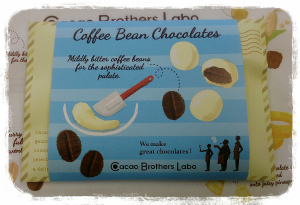 Cacao Brothers Labo
Coffee Bean Chocolates
Mildly bitter coffee beans
for the sophisticated
palate.
We make
great chocolates!
Cacao Brothers Labo